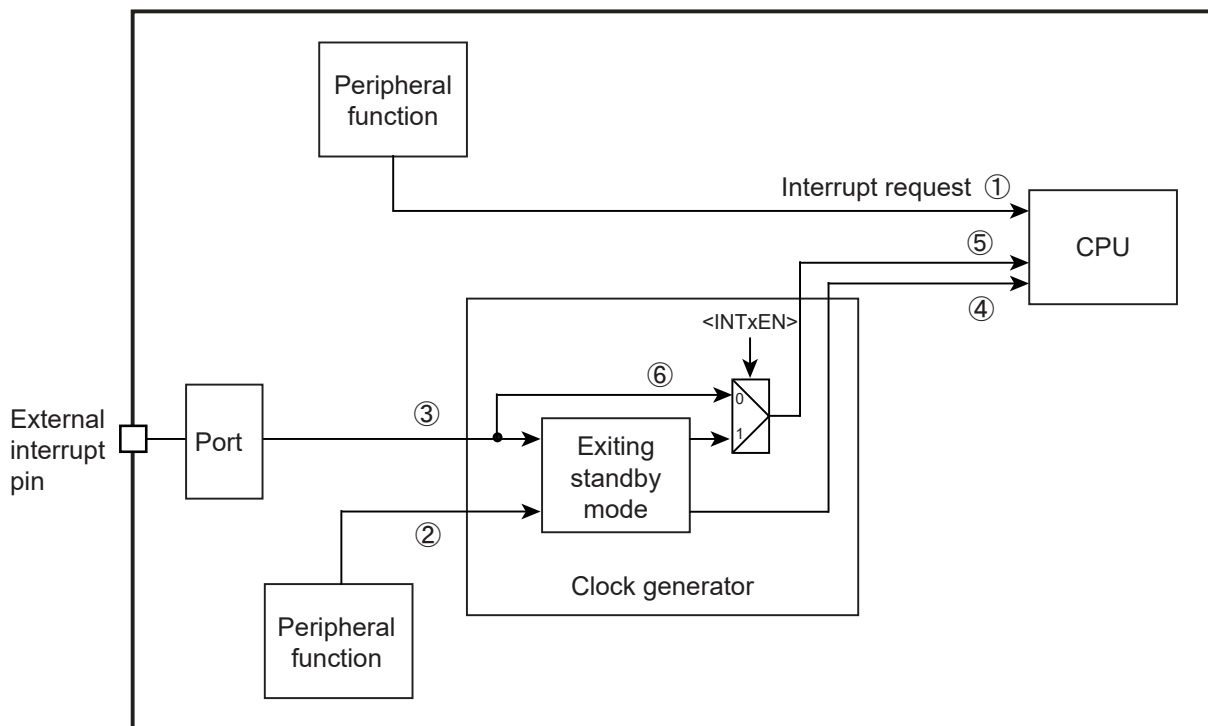 Peripheral
function
Interrupt request ①
CPU
⑤
④
<INTxEN>
⑥
0
External
interrupt
pin
Port
③
1
Exiting
standby
mode
②
Clock generator
Peripheral
function